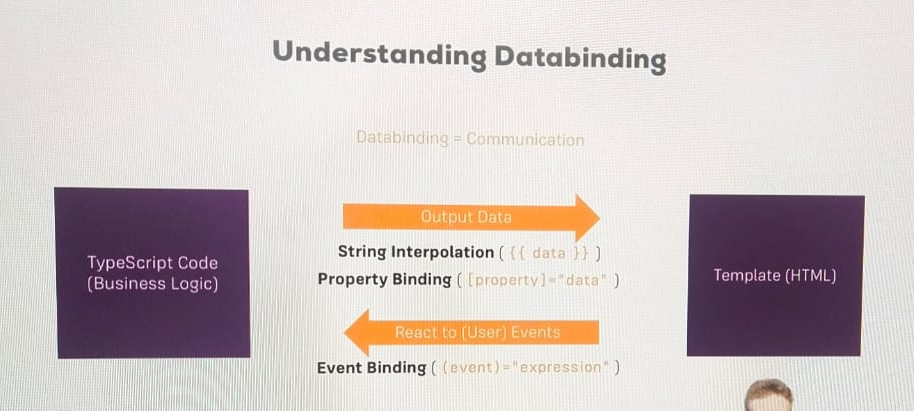 Understanding Databinding
Databinding = Communication
TypeScript Code
(Business Logic)
Output Data
String Interpolation ( {{ data }} )
Property Binding ( [property]="data" )
React to (User) Events
Event Binding ( (event)="expression" )
Template (HTML)